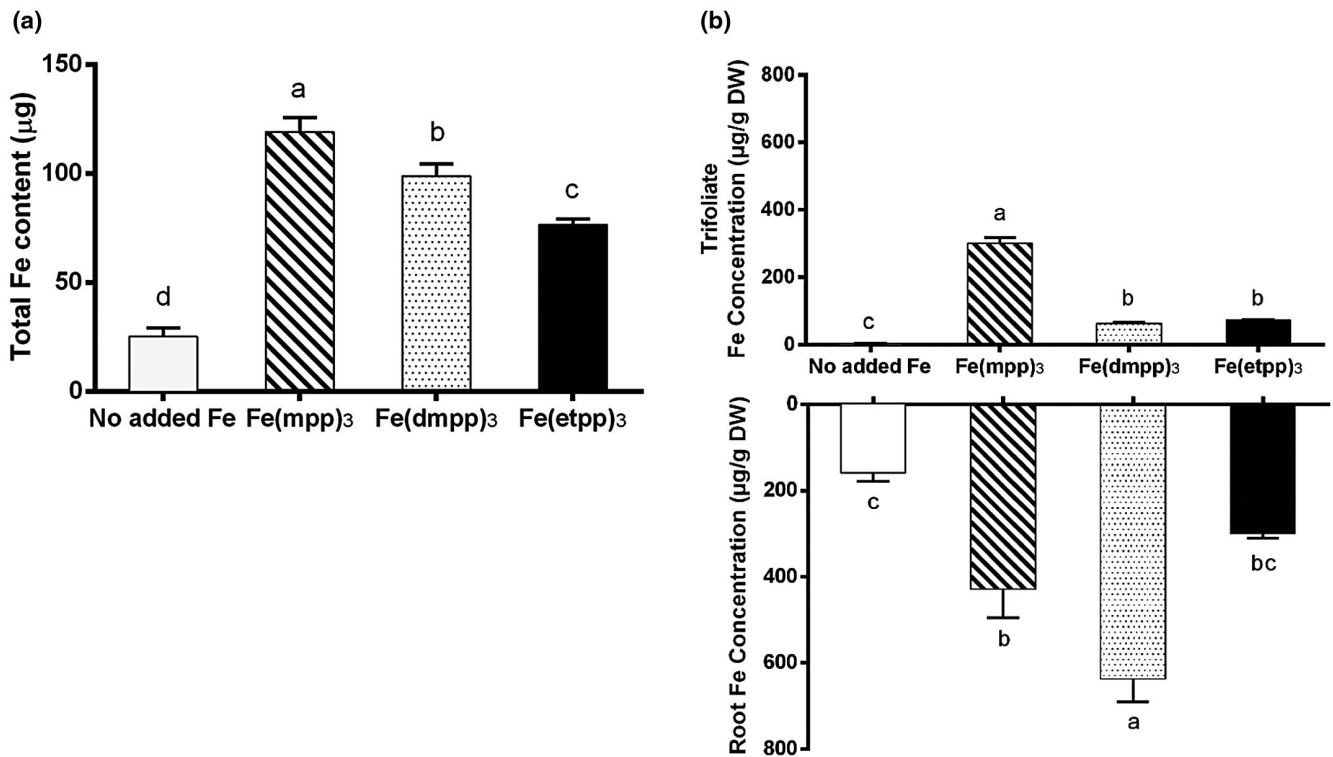 (a)
150
100
50
0
Total Fe content (µg)
d
a
b
c
No added Fe Fe(mpp)3 Fe(dmpp)3 Fe(etpp)3
(b)
800
600
400
200
0
Trifoliate
Fe Concentration (µg/g DW)
c
a
b
b
No added Fe Fe(mpp)3 Fe(dmpp)3 Fe(etpp)3
0
200
400
600
800
Root Fe Concentration (µg/g DW)
c
b
a
bc